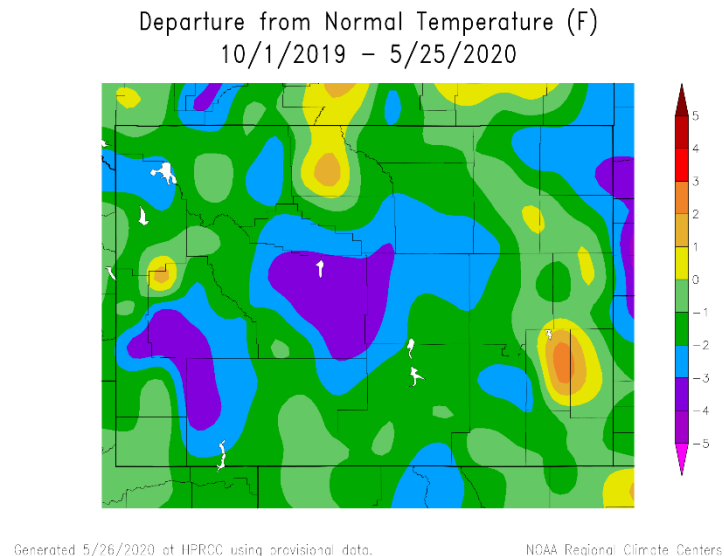 Departure from Normal Temperature (F)
10/1/2019 – 5/25/2020
5
4
3
2
1
0
-1
-2
-3
-4
-5
Generated 5/26/2020 at HPRCC using provisional data.
NOAA Regional Climate Centers